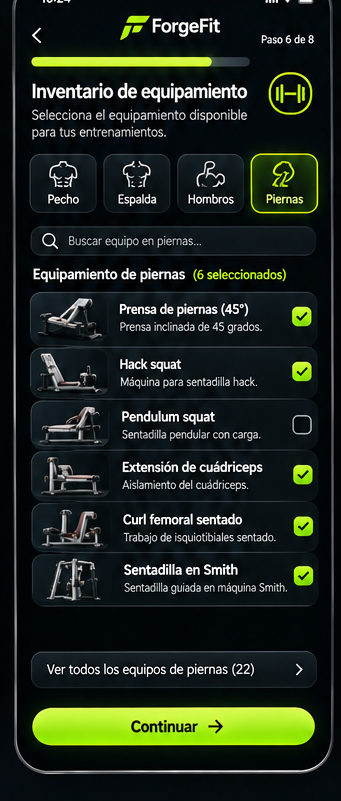 ForgeFit
Paso 6 de 8
Inventario de equipamiento
Selecciona el equipamiento disponible
para tus entrenamientos.
Pecho
Espalda
Hombros
Piernas
Buscar equipo en piernas...
Equipamiento de piernas (6 seleccionados)
Prensa de piernas (45°)
Prensa inclinada de 45 grados.
Hack squat
Máquina para sentadilla hack.
Pendulum squat
Sentadilla pendular con carga.
Extensión de cuádriceps
Aislamiento del cuádriceps.
Curl femoral sentado
Trabajo de isquiotibiales sentado.
Sentadilla en Smith
Sentadilla guiada en máquina Smith.
Ver todos los equipos de piernas (22)
Continuar →